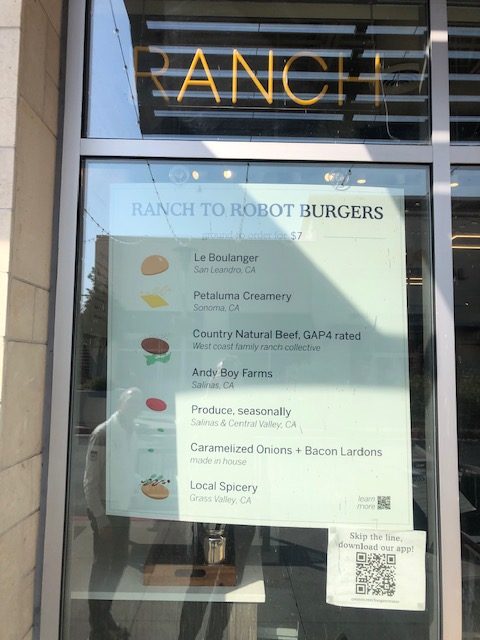 RANCH
RANCH TO ROBOT BURGERS
ground to order for $7
Le Boulanger
San Leandro, CA
Petaluma Creamery
Sonoma, CA
Country Natural Beef, GAP4 rated
West coast family ranch collective
Andy Boy Farms
Salinas, CA
Produce, seasonally
Salinas & Central Valley, CA
Caramelized Onions + Bacon Lardons
made in house
Local Spicery
Grass Valley, CA
learn
more
Skip the line,
download our app!